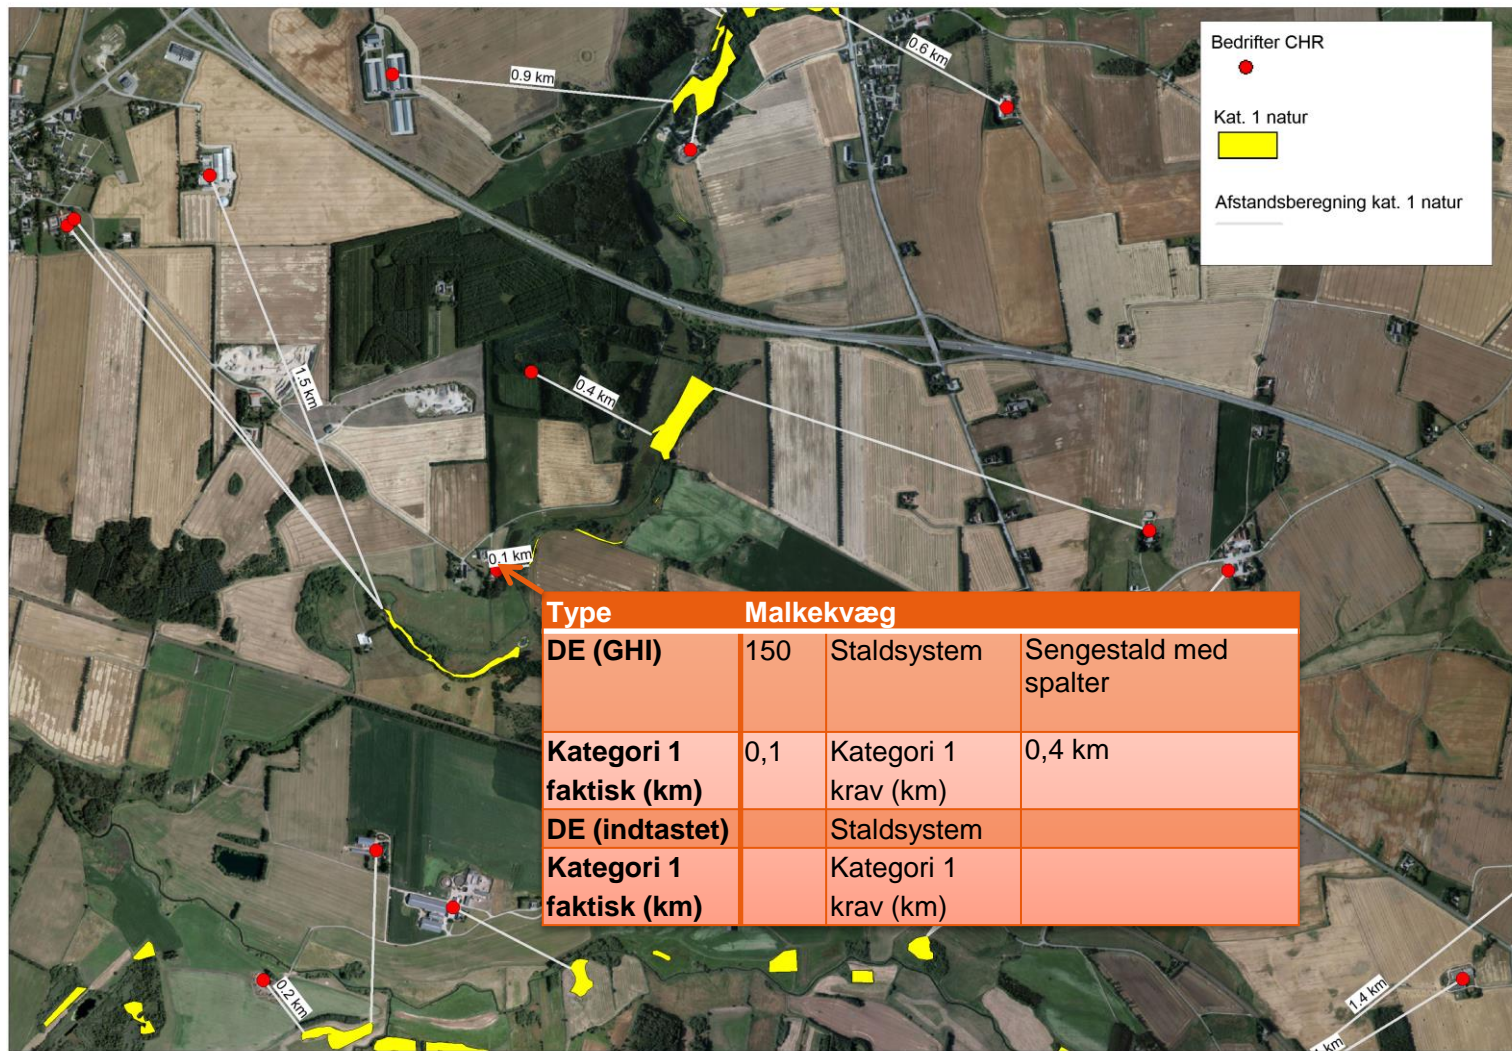 Bedrifter CHR
Kat. 1 natur
Afstandsberegning kat. 1 natur
0.9 km
0.6 km
1.5 km
0.4 km
0.1 km
Type Malkekvæg
DE (GHI) 150 Staldsystem Sengestald med
spalter
Kategori 1 0,1 Kategori 1 0,4 km
faktisk (km) krav (km)
DE (indtastet) Staldsystem
Kategori 1 Kategori 1
faktisk (km) krav (km)
0.2 km
1.4 km
km